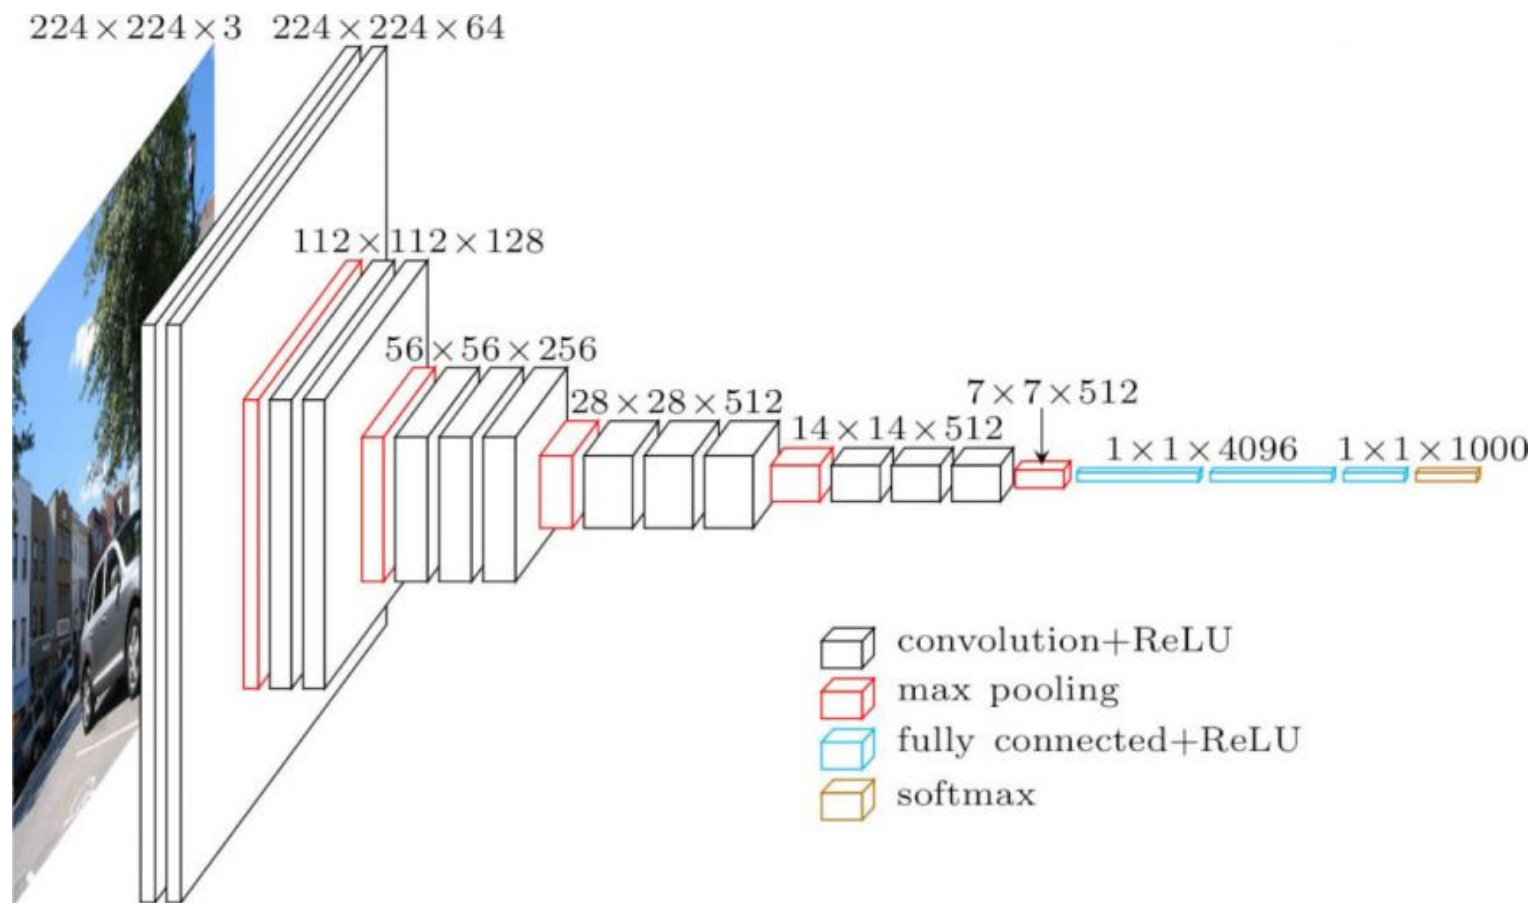 224×224×3
224×224×64
112×112×128
56×56×256
28×28×512
14×14×512
7×7×512
1×1×4096
1×1×1000
convolution+ReLU
max pooling
fully connected+ReLU
softmax